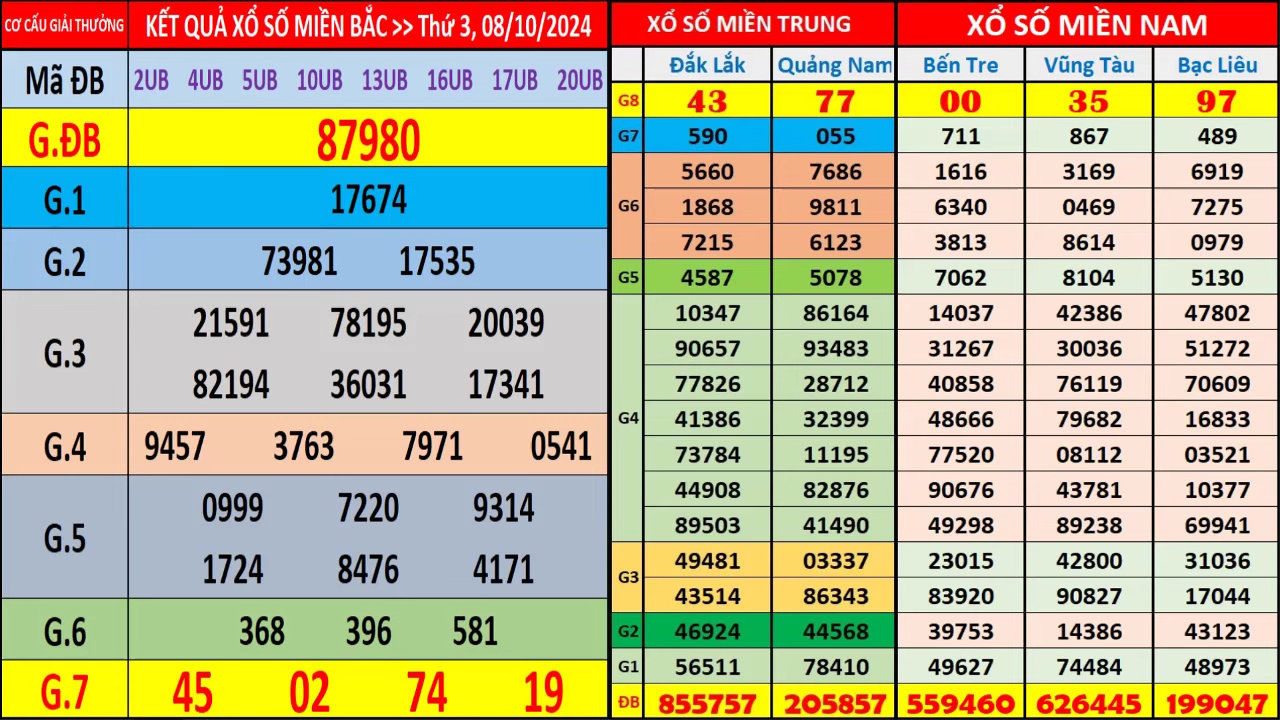 CƠ CẤU GIẢI THƯỞNG KẾT QUẢ XỔ SỐ MIỀN BẮC >> Thứ 3, 08/10/2024
Mã ĐB 2UB 4UB 5UB 10UB 13UB 16UB 17UB 20UB
G.ĐB 87980
G.1 17674
G.2 73981 17535
G.3 21591 78195 20039
82194 36031 17341
G.4 9457 3763 7971 0541
G.5 0999 7220 9314
1724 8476 4171
G.6 368 396 581
G.7 45 02 74 19
XỔ SỐ MIỀN TRUNG XỔ SỐ MIỀN NAM
Đắk Lắk Quảng Nam Bến Tre Vũng Tàu Bạc Liêu
G8 43 77 00 35 97
G7 590 055 711 867 489
G6 5660 7686 1616 3169 6919
1868 9811 6340 0469 7275
7215 6123 3813 8614 0979
G5 4587 5078 7062 8104 5130
G4 10347 86164 14037 42386 47802
90657 93483 31267 30036 51272
77826 28712 40858 76119 70609
41386 32399 48666 79682 16833
73784 11195 77520 08112 03521
44908 82876 90676 43781 10377
89503 41490 49298 89238 69941
G3 49481 03337 23015 42800 31036
43514 86343 83920 90827 17044
G2 46924 44568 39753 14386 43123
G1 56511 78410 49627 74484 48973
ĐB 855757 205857 559460 626445 199047